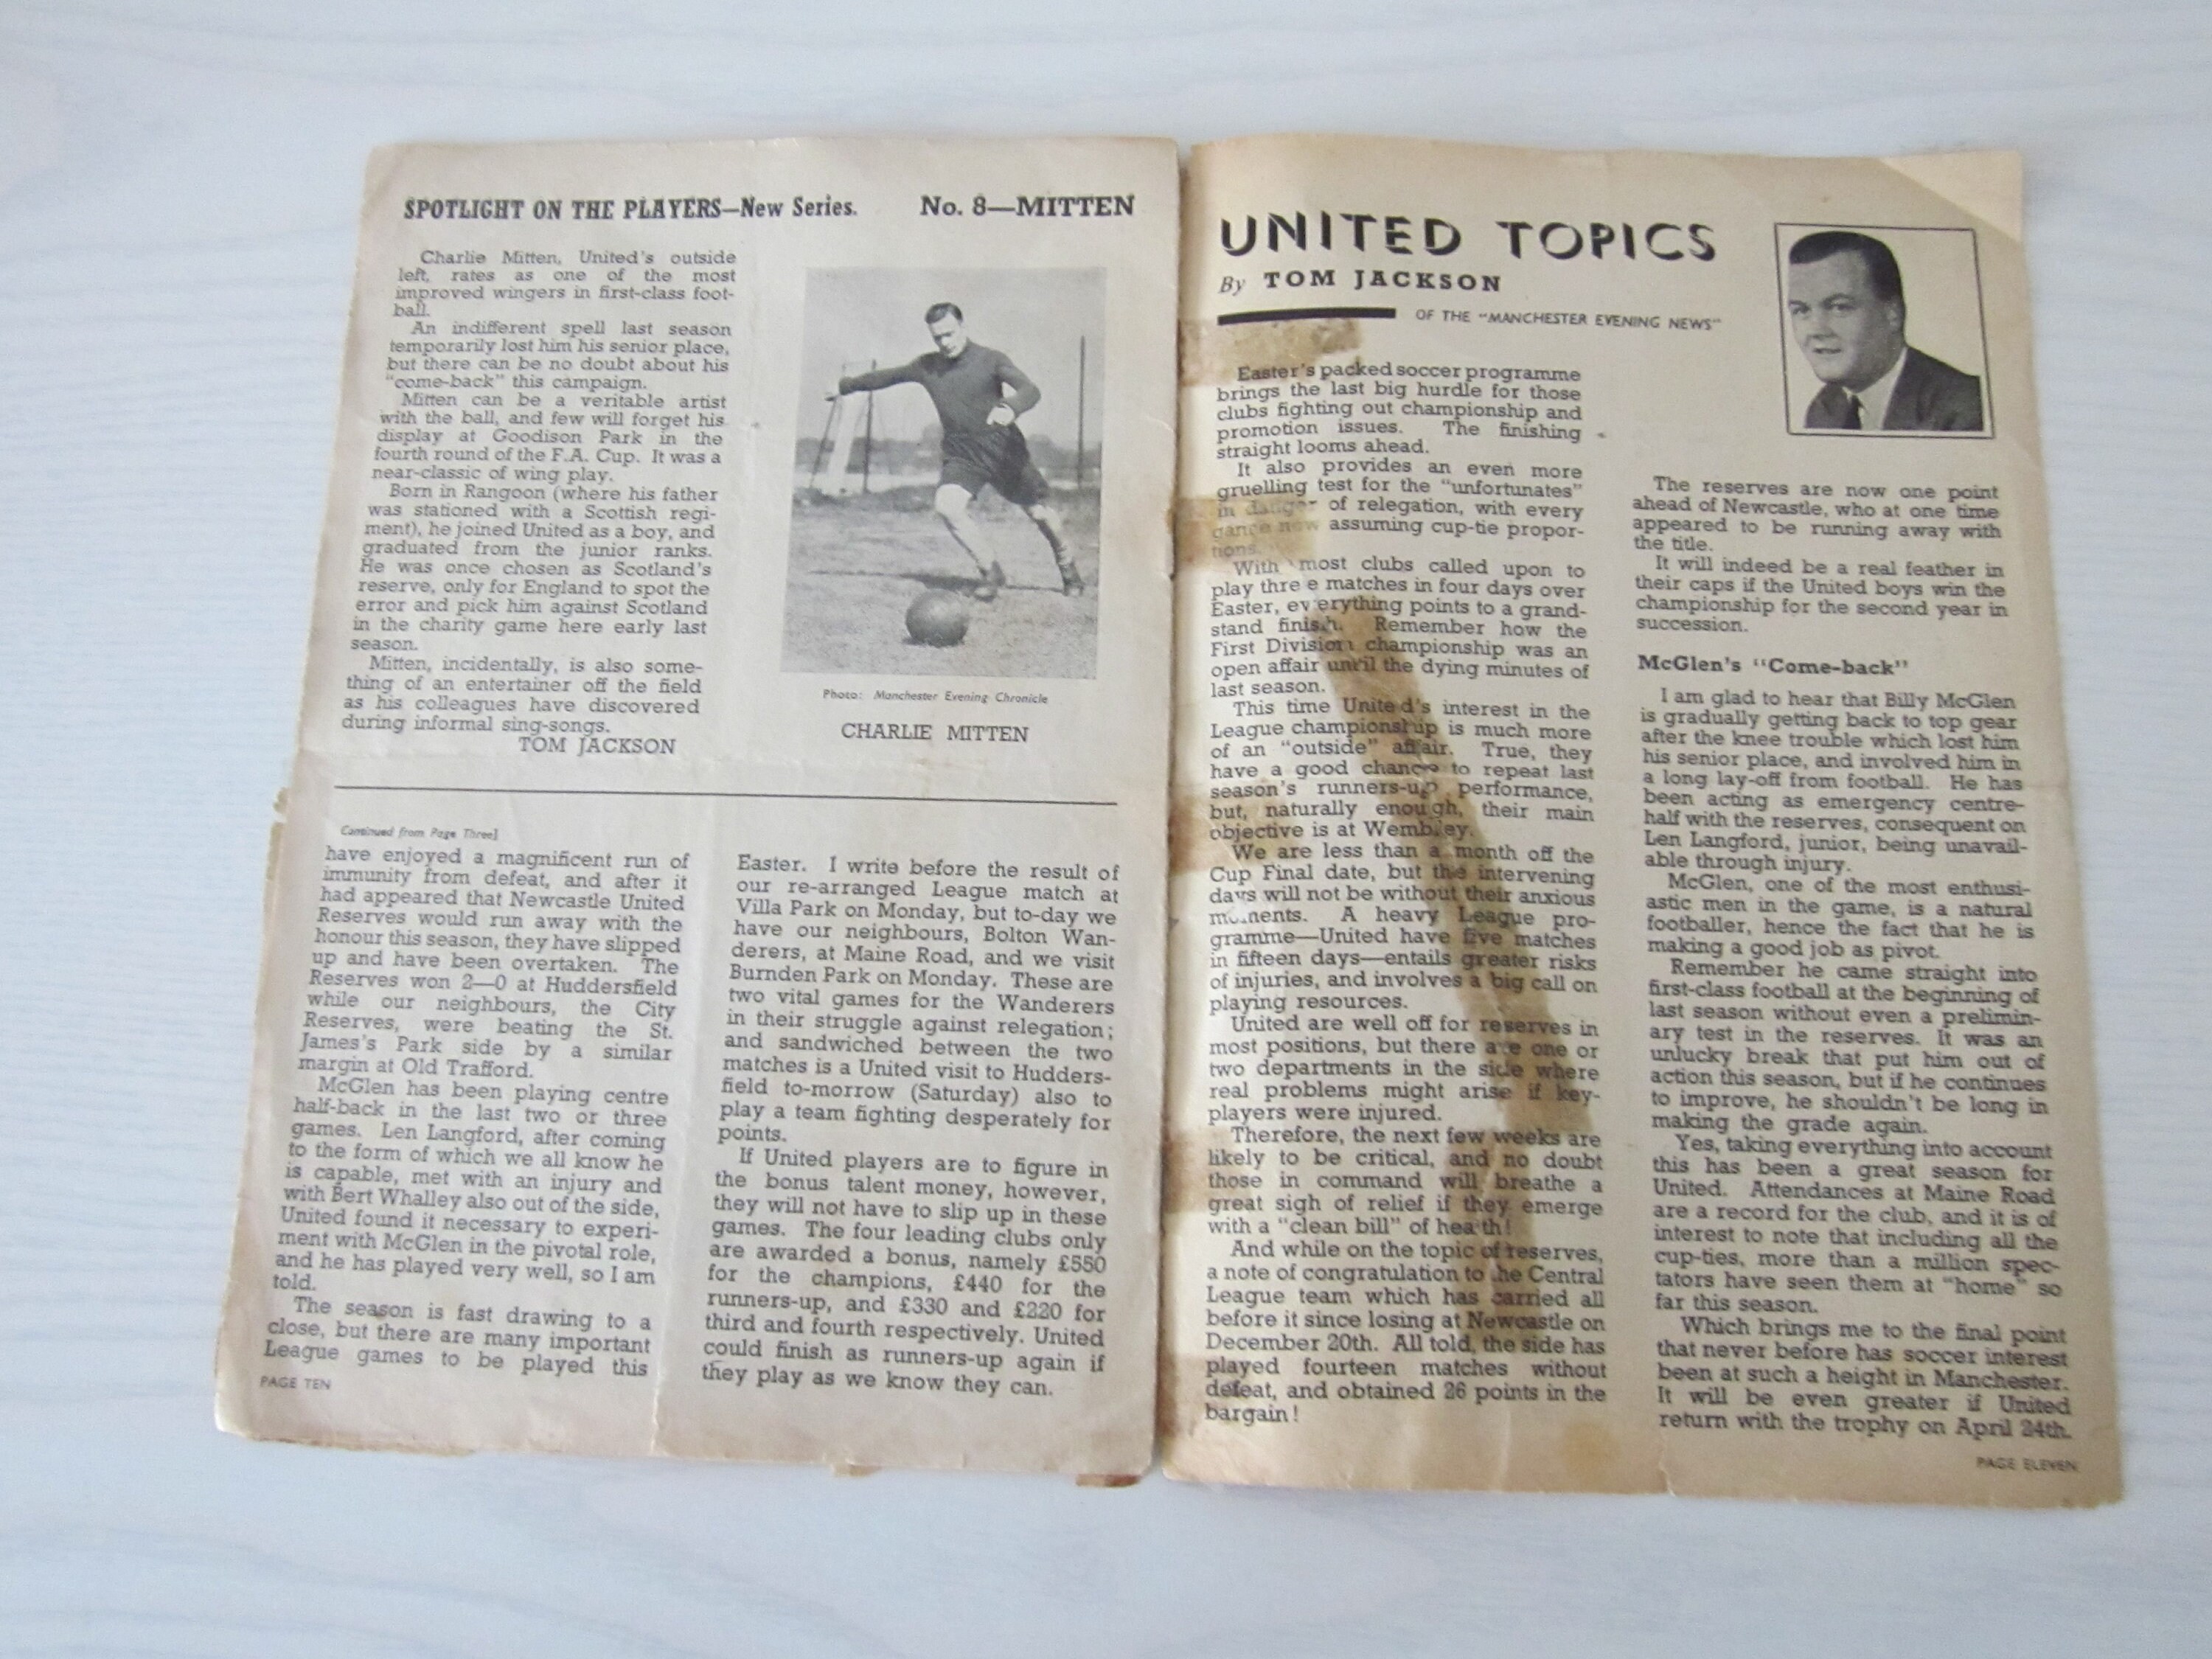 SPOTLIGHT ON THE PLAYERS—New Series. No. 8—MITTEN
Charlie Mitten, United's outside
left, rates as one of the most
improved wingers in first-class foot-
ball.
An indifferent spell last season
temporarily lost him his senior place,
but there can be no doubt about his
"come-back" this campaign.
Mitten can be a veritable artist
with the ball, and few will forget his
display at Goodison Park in the
fourth round of the F.A. Cup. It was a
near-classic of wing play.
Born in Rangoon (where his father
was stationed with a Scottish regi-
ment), he joined United as a boy, and
graduated from the junior ranks.
He was once chosen as Scotland's
reserve, only for England to spot the
error and pick him against Scotland
in the charity game here early last
season.
Mitten, incidentally, is also some-
thing of an entertainer off the field
as his colleagues have discovered
during informal sing-songs.
TOM JACKSON
Photo: Manchester Evening Chronicle
CHARLIE MITTEN
Continued from Page Three]
have enjoyed a magnificent run of
immunity from defeat, and after it
had appeared that Newcastle United
Reserves would run away with the
honour this season, they have slipped
up and have been overtaken. The
Reserves won 2—0 at Huddersfield
while our neighbours, the City
Reserves, were beating the St.
James's Park side by a similar
margin at Old Trafford.
McGlen has been playing centre
half-back in the last two or three
games. Len Langford, after coming
to the form of which we all know he
is capable, met with an injury and
with Bert Whalley also out of the side,
United found it necessary to experi-
ment with McGlen in the pivotal role,
and he has played very well, so I am
told.
The season is fast drawing to a
close, but there are many important
League games to be played this
Easter. I write before the result of
our re-arranged League match at
Villa Park on Monday, but to-day we
have our neighbours, Bolton Wan-
derers, at Maine Road, and we visit
Burnden Park on Monday. These are
two vital games for the Wanderers
in their struggle against relegation;
and sandwiched between the two
matches is a United visit to Hudders-
field to-morrow (Saturday) also to
play a team fighting desperately for
points.
If United players are to figure in
the bonus talent money, however,
they will not have to slip up in these
games. The four leading clubs only
are awarded a bonus, namely £550
for the champions, £440 for the
runners-up, and £330 and £220 for
third and fourth respectively. United
could finish as runners-up again if
they play as we know they can.
PAGE TEN
UNITED TOPICS
By TOM JACKSON
OF THE "MANCHESTER EVENING NEWS"
Easter's packed soccer programme
brings the last big hurdle for those
clubs fighting out championship and
promotion issues. The finishing
straight looms ahead.
It also provides an even more
gruelling test for the "unfortunates"
in danger of relegation, with every
game now assuming cup-tie propor-
tions.
With most clubs called upon to
play three matches in four days over
Easter, everything points to a grand-
stand finish. Remember how the
First Division championship was an
open affair until the dying minutes of
last season.
This time United's interest in the
League championship is much more
of an "outside" affair. True, they
have a good chance to repeat last
season's runners-up performance,
but, naturally enough, their main
objective is at Wembley.
We are less than a month off the
Cup Final date, but the intervening
days will not be without their anxious
moments. A heavy League pro-
gramme—United have five matches
in fifteen days—entails greater risks
of injuries, and involves a big call on
playing resources.
United are well off for reserves in
most positions, but there are one or
two departments in the side where
real problems might arise if key-
players were injured.
Therefore, the next few weeks are
likely to be critical, and no doubt
those in command will breathe a
great sigh of relief if they emerge
with a "clean bill" of health!
And while on the topic of reserves,
a note of congratulation to the Central
League team which has carried all
before it since losing at Newcastle on
December 20th. All told, the side has
played fourteen matches without
defeat, and obtained 26 points in the
bargain!
The reserves are now one point
ahead of Newcastle, who at one time
appeared to be running away with
the title.
It will indeed be a real feather in
their caps if the United boys win the
championship for the second year in
succession.
McGlen's "Come-back"
I am glad to hear that Billy McGlen
is gradually getting back to top gear
after the knee trouble which lost him
his senior place, and involved him in
a long lay-off from football. He has
been acting as emergency centre-
half with the reserves, consequent on
Len Langford, junior, being unavail-
able through injury.
McGlen, one of the most enthusi-
astic men in the game, is a natural
footballer, hence the fact that he is
making a good job as pivot.
Remember he came straight into
first-class football at the beginning of
last season without even a prelimin-
ary test in the reserves. It was an
unlucky break that put him out of
action this season, but if he continues
to improve, he shouldn't be long in
making the grade again.
Yes, taking everything into account
this has been a great season for
United. Attendances at Maine Road
are a record for the club, and it is of
interest to note that including all the
cup-ties, more than a million spec-
tators have seen them at "home" so
far this season.
Which brings me to the final point
that never before has soccer interest
been at such a height in Manchester.
It will be even greater if United
return with the trophy on April 24th.
PAGE ELEVEN